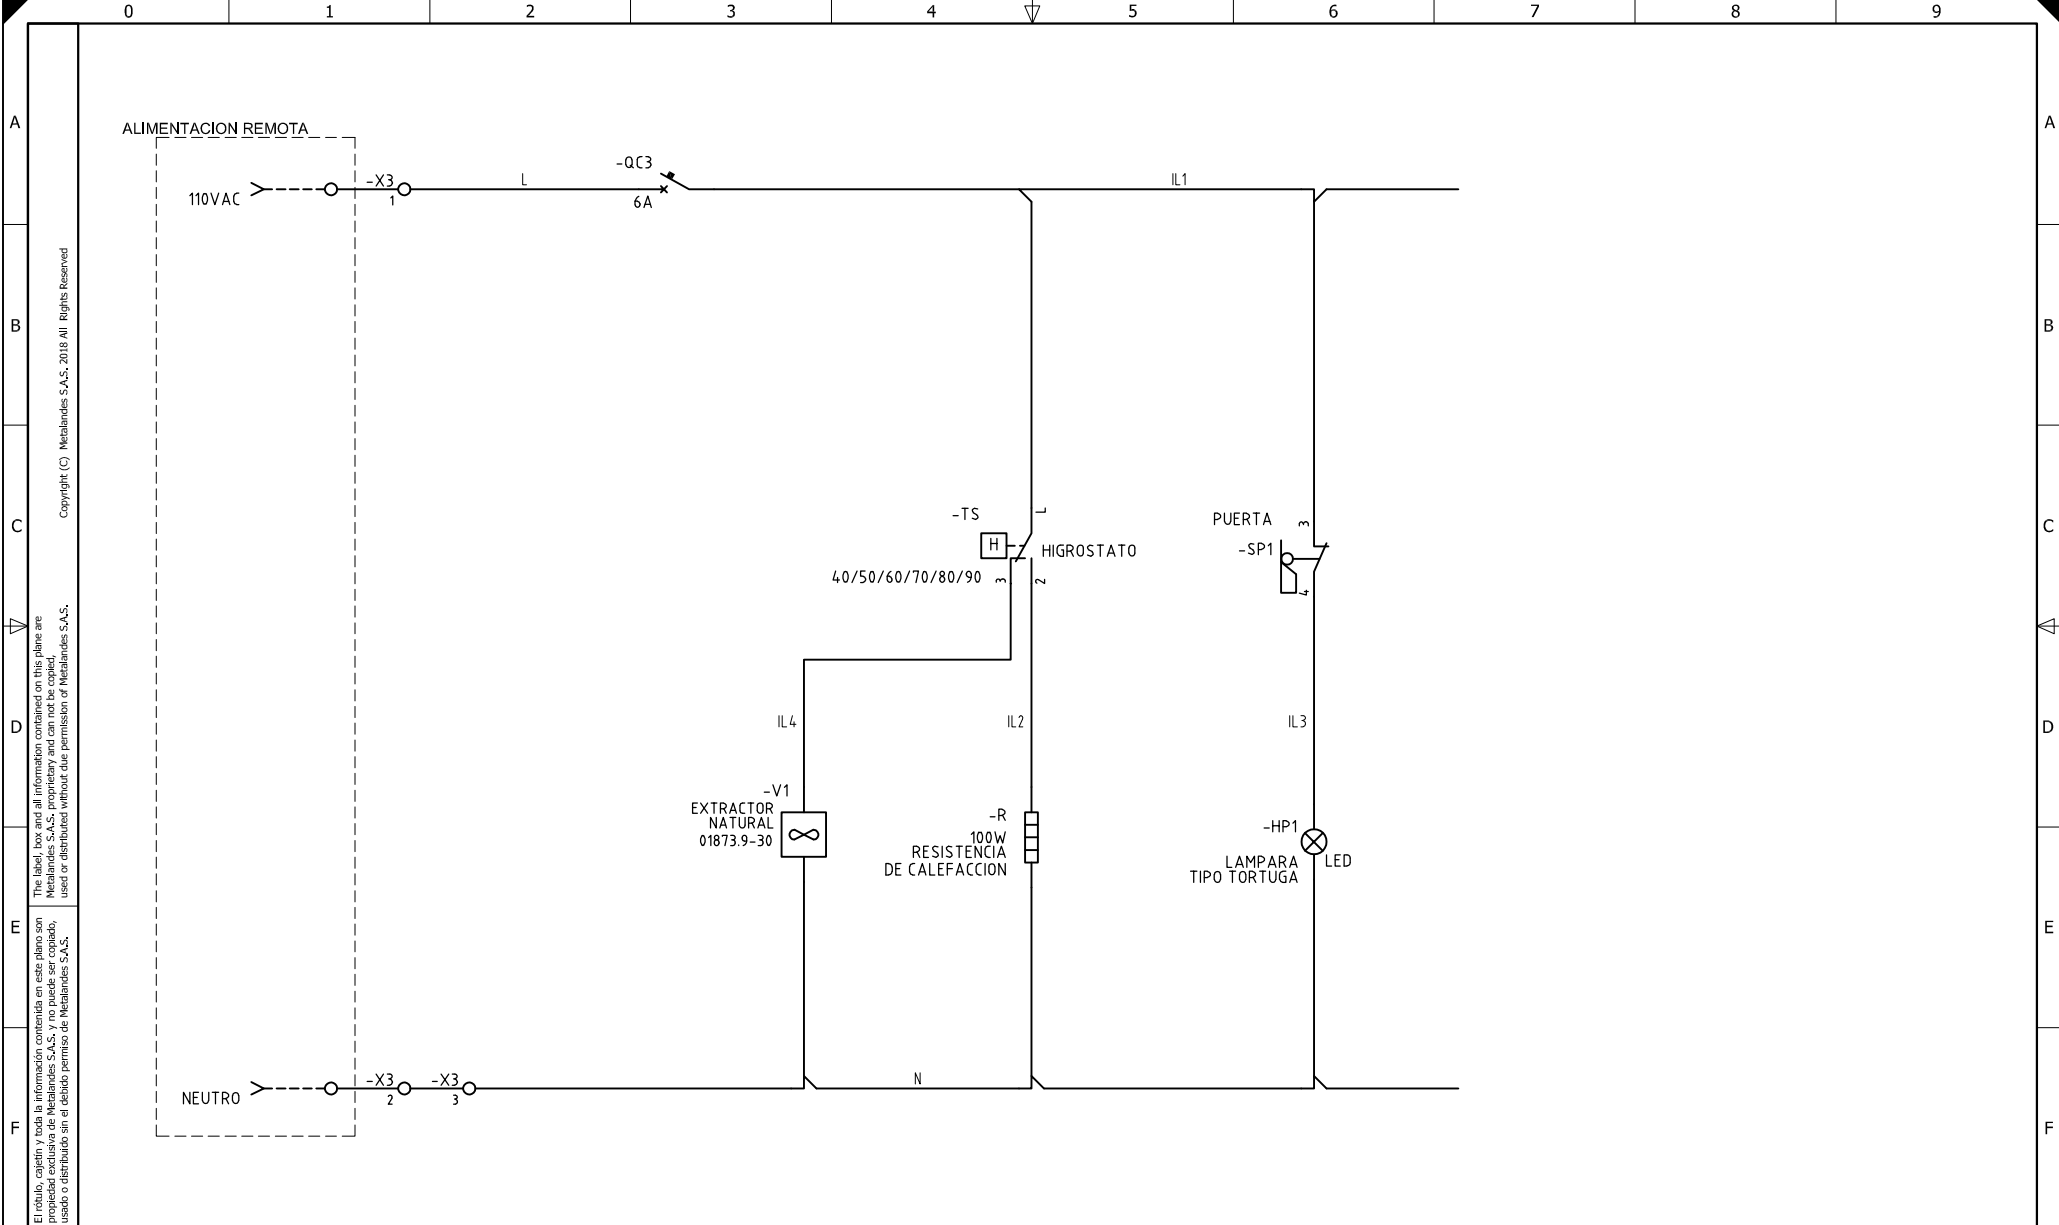 0 1 2 3 4 5 6 7 8 9
A A
ALIMENTACION REMOTA
-QC3
-X3 L IL1
110VAC 1 6A
B B
Copyright (C) Metalandes S.A.S. 2018 All Rights Reserved
C C
-TS L PUERTA 3
H HIGROSTATO -SP1
40/50/60/70/80/90 3 2 4
The label, box and all information contained on this plane are
Metalandes S.A.S. proprietary and can not be copied,
used or distributed without due permission of Metalandes S.A.S.
D D
IL4 IL2 IL3
-V1
EXTRACTOR
NATURAL
01873.9-30
-R
100W
RESISTENCIA
DE CALEFACCION
-HP1
LAMPARA
TIPO TORTUGA
LED
E E
El rótulo, cajetín y toda la información contenida en este plano son
propiedad exclusiva de Metalandes S.A.S. y no puede ser copiado,
usado o distribuido sin el debido permiso de Metalandes S.A.S.
-X3 -X3 N
NEUTRO 2 3
F F